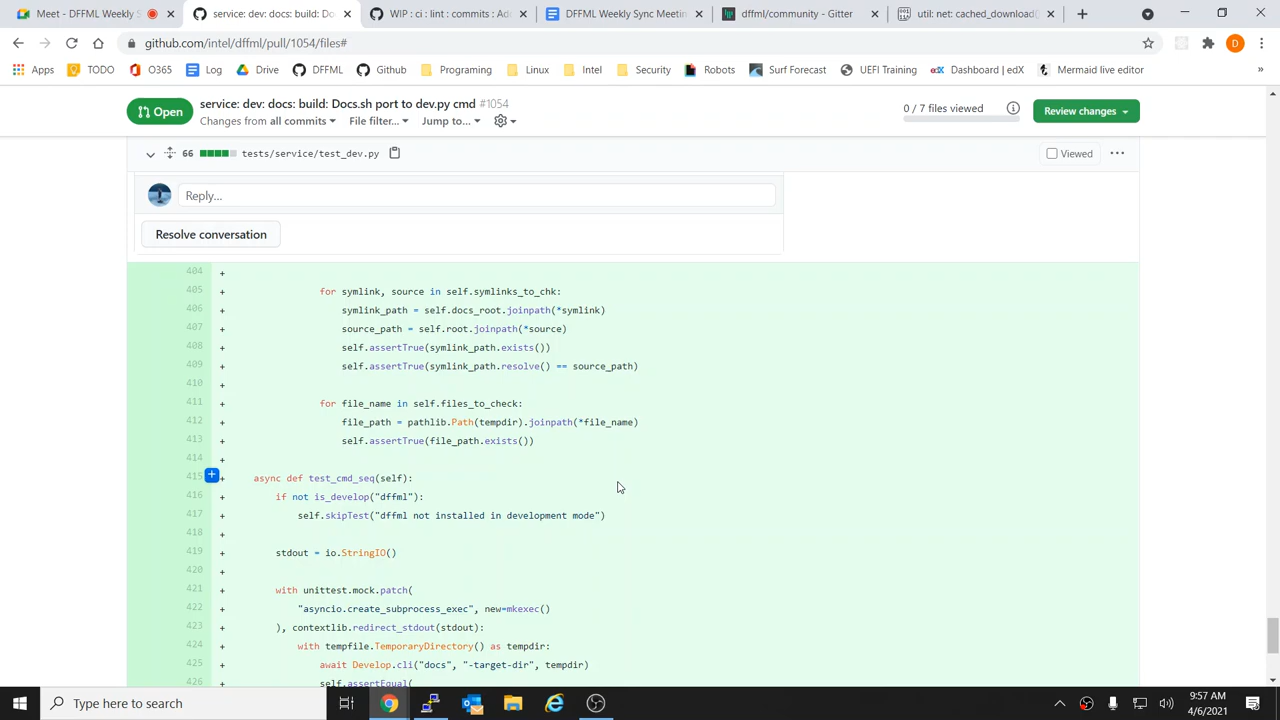 Meet - DFFML Weekly S
service: dev: docs: build: Do
WIP : ci : lint commits : Ad
DFFML Weekly Sync Meetin
dffml/community - Gitter
util: net: cached_download(
github.com/intel/dffml/pull/1054/files#
Apps
TODO
O365
Log
Drive
DFFML
Github
Programing
Linux
Intel
Security
Robots
Surf Forecast
UEFI Training
Dashboard | edX
Mermaid live editor
»
Open
service: dev: docs: build: Docs.sh port to dev.py cmd #1054
Changes from all commits
File filter...
Jump to...
0 / 7 files viewed
Review changes
66 tests/service/test_dev.py
Viewed
Reply...
Resolve conversation
404 +
405 + for symlink, source in self.symlinks_to_chk:
406 + symlink_path = self.docs_root.joinpath(*symlink)
407 + source_path = self.root.joinpath(*source)
408 + self.assertTrue(symlink_path.exists())
409 + self.assertTrue(symlink_path.resolve() == source_path)
410 +
411 + for file_name in self.files_to_check:
412 + file_path = pathlib.Path(tempdir).joinpath(*file_name)
413 + self.assertTrue(file_path.exists())
414 +
415 + async def test_cmd_seq(self):
416 + if not is_develop("dffml"):
417 + self.skipTest("dffml not installed in development mode")
418 +
419 + stdout = io.StringIO()
420 +
421 + with unittest.mock.patch(
422 + "asyncio.create_subprocess_exec", new=mkexec()
423 + ), contextlib.redirect_stdout(stdout):
424 + with tempfile.TemporaryDirectory() as tempdir:
425 + await Develop.cli("docs", "-target-dir", tempdir)
426 + self.assertEqual(
Type here to search
9:57 AM
4/6/2021